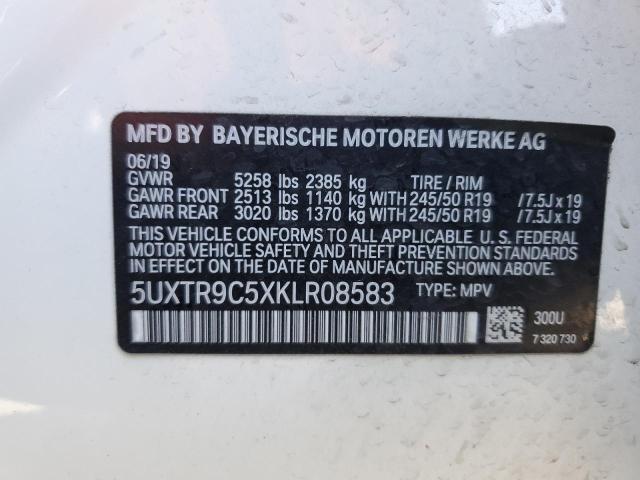 MFD BY BAYERISCHE MOTOREN WERKE AG
06/19
GVWR 5258 lbs 2385 kg TIRE / RIM
GAWR FRONT 2513 lbs 1140 kg WITH 245/50 R19 /7.5J x 19
GAWR REAR 3020 lbs 1370 kg WITH 245/50 R19 /7.5J x 19
THIS VEHICLE CONFORMS TO ALL APPLICABLE U. S. FEDERAL
MOTOR VEHICLE SAFETY AND THEFT PREVENTION STANDARDS
IN EFFECT ON THE DATE OF MANUFACTURE SHOWN ABOVE.
5UXTR9C5XKLR08583 TYPE: MPV
300U
7 320 730